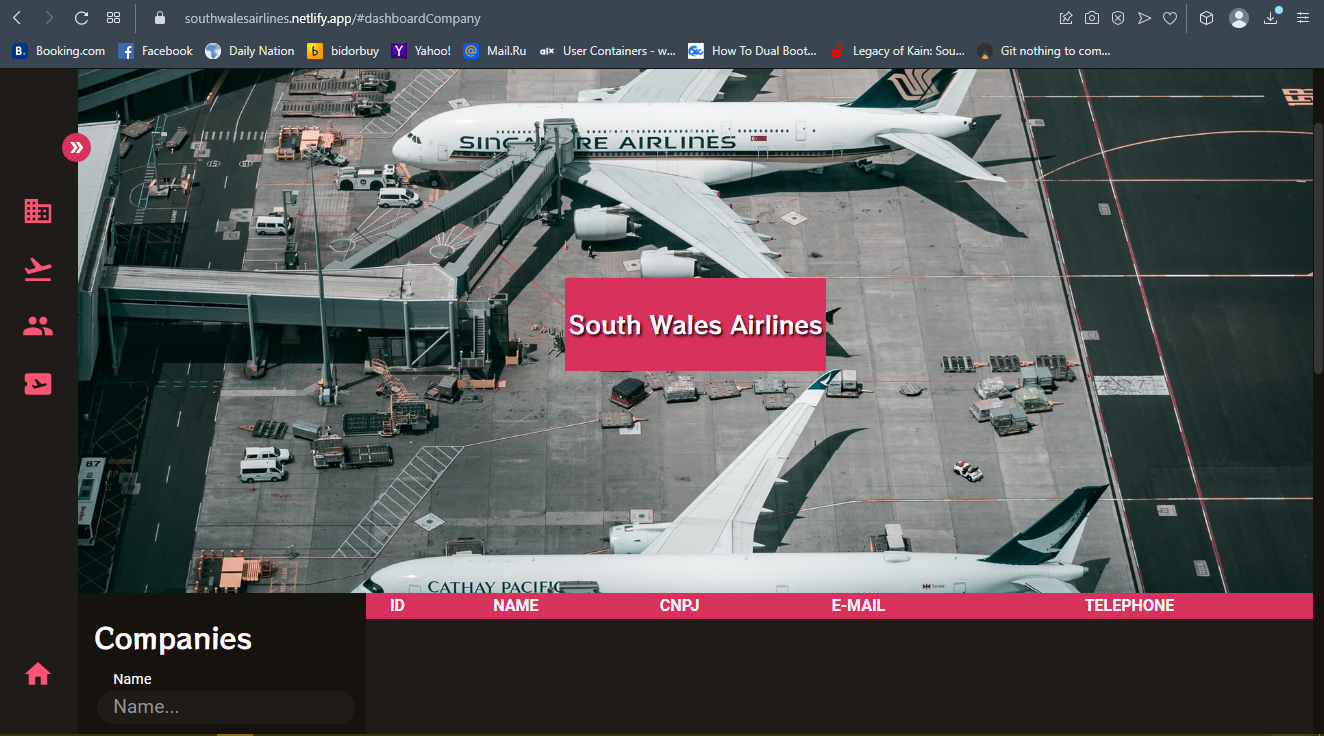 southwalesairlines.netlify.app/#dashboardCompany
B. Booking.com Facebook Daily Nation b bidorbuy Y Yahoo! @ Mail.Ru alx User Containers - w... How To Dual Boot... Legacy of Kain: Sou... Git nothing to com...
SINGAPORE AIRLINES
South Wales Airlines
87
CATHAY PACIFIC
ID NAME CNPJ E-MAIL TELEPHONE
Companies
Name
Name...